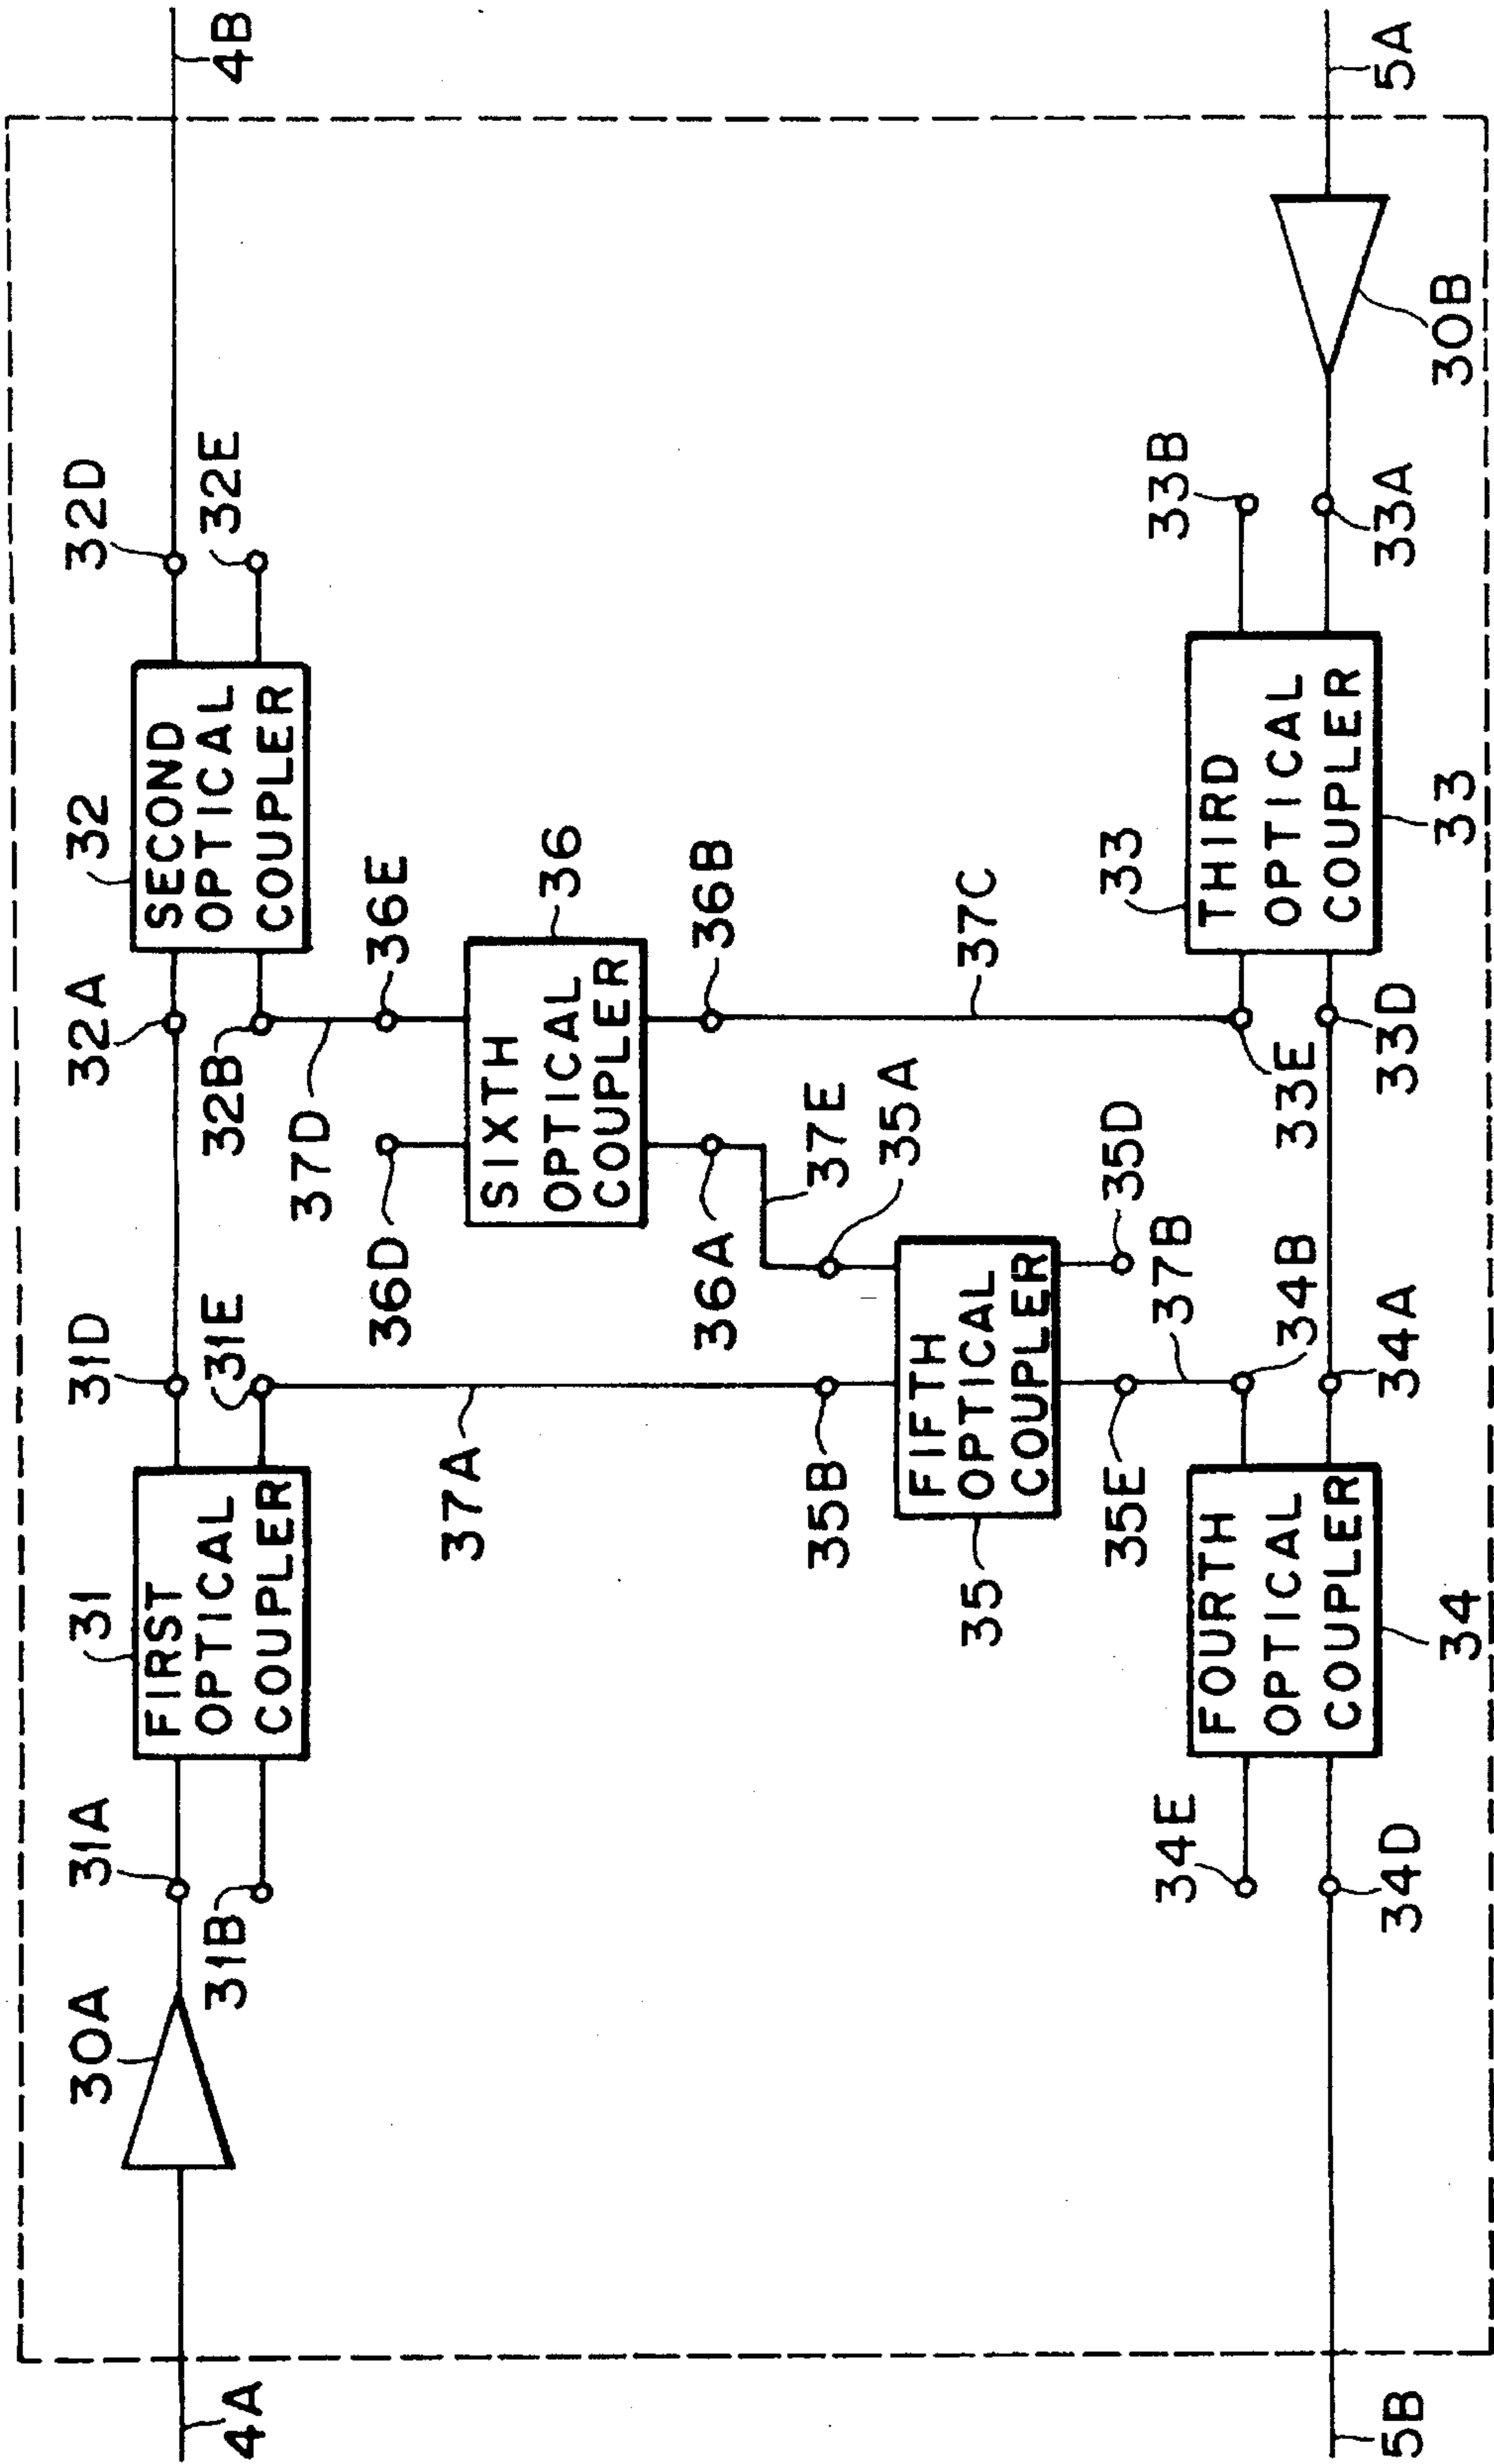 4A
30A
31A
31B
31
FIRST
OPTICAL
COUPLER
31D
31E
32A
32B
32
SECOND
OPTICAL
COUPLER
32D
32E
4B
37A
37D
36D
36E
36
SIXTH
OPTICAL
COUPLER
36A
36B
37E
37C
35B
35A
35
FIFTH
OPTICAL
COUPLER
35E
35D
37B
34B
34E
34D
FOURTH
OPTICAL
COUPLER
34
34A
33E
33D
33
THIRD
OPTICAL
COUPLER
33
33B
33A
30B
5B
5A